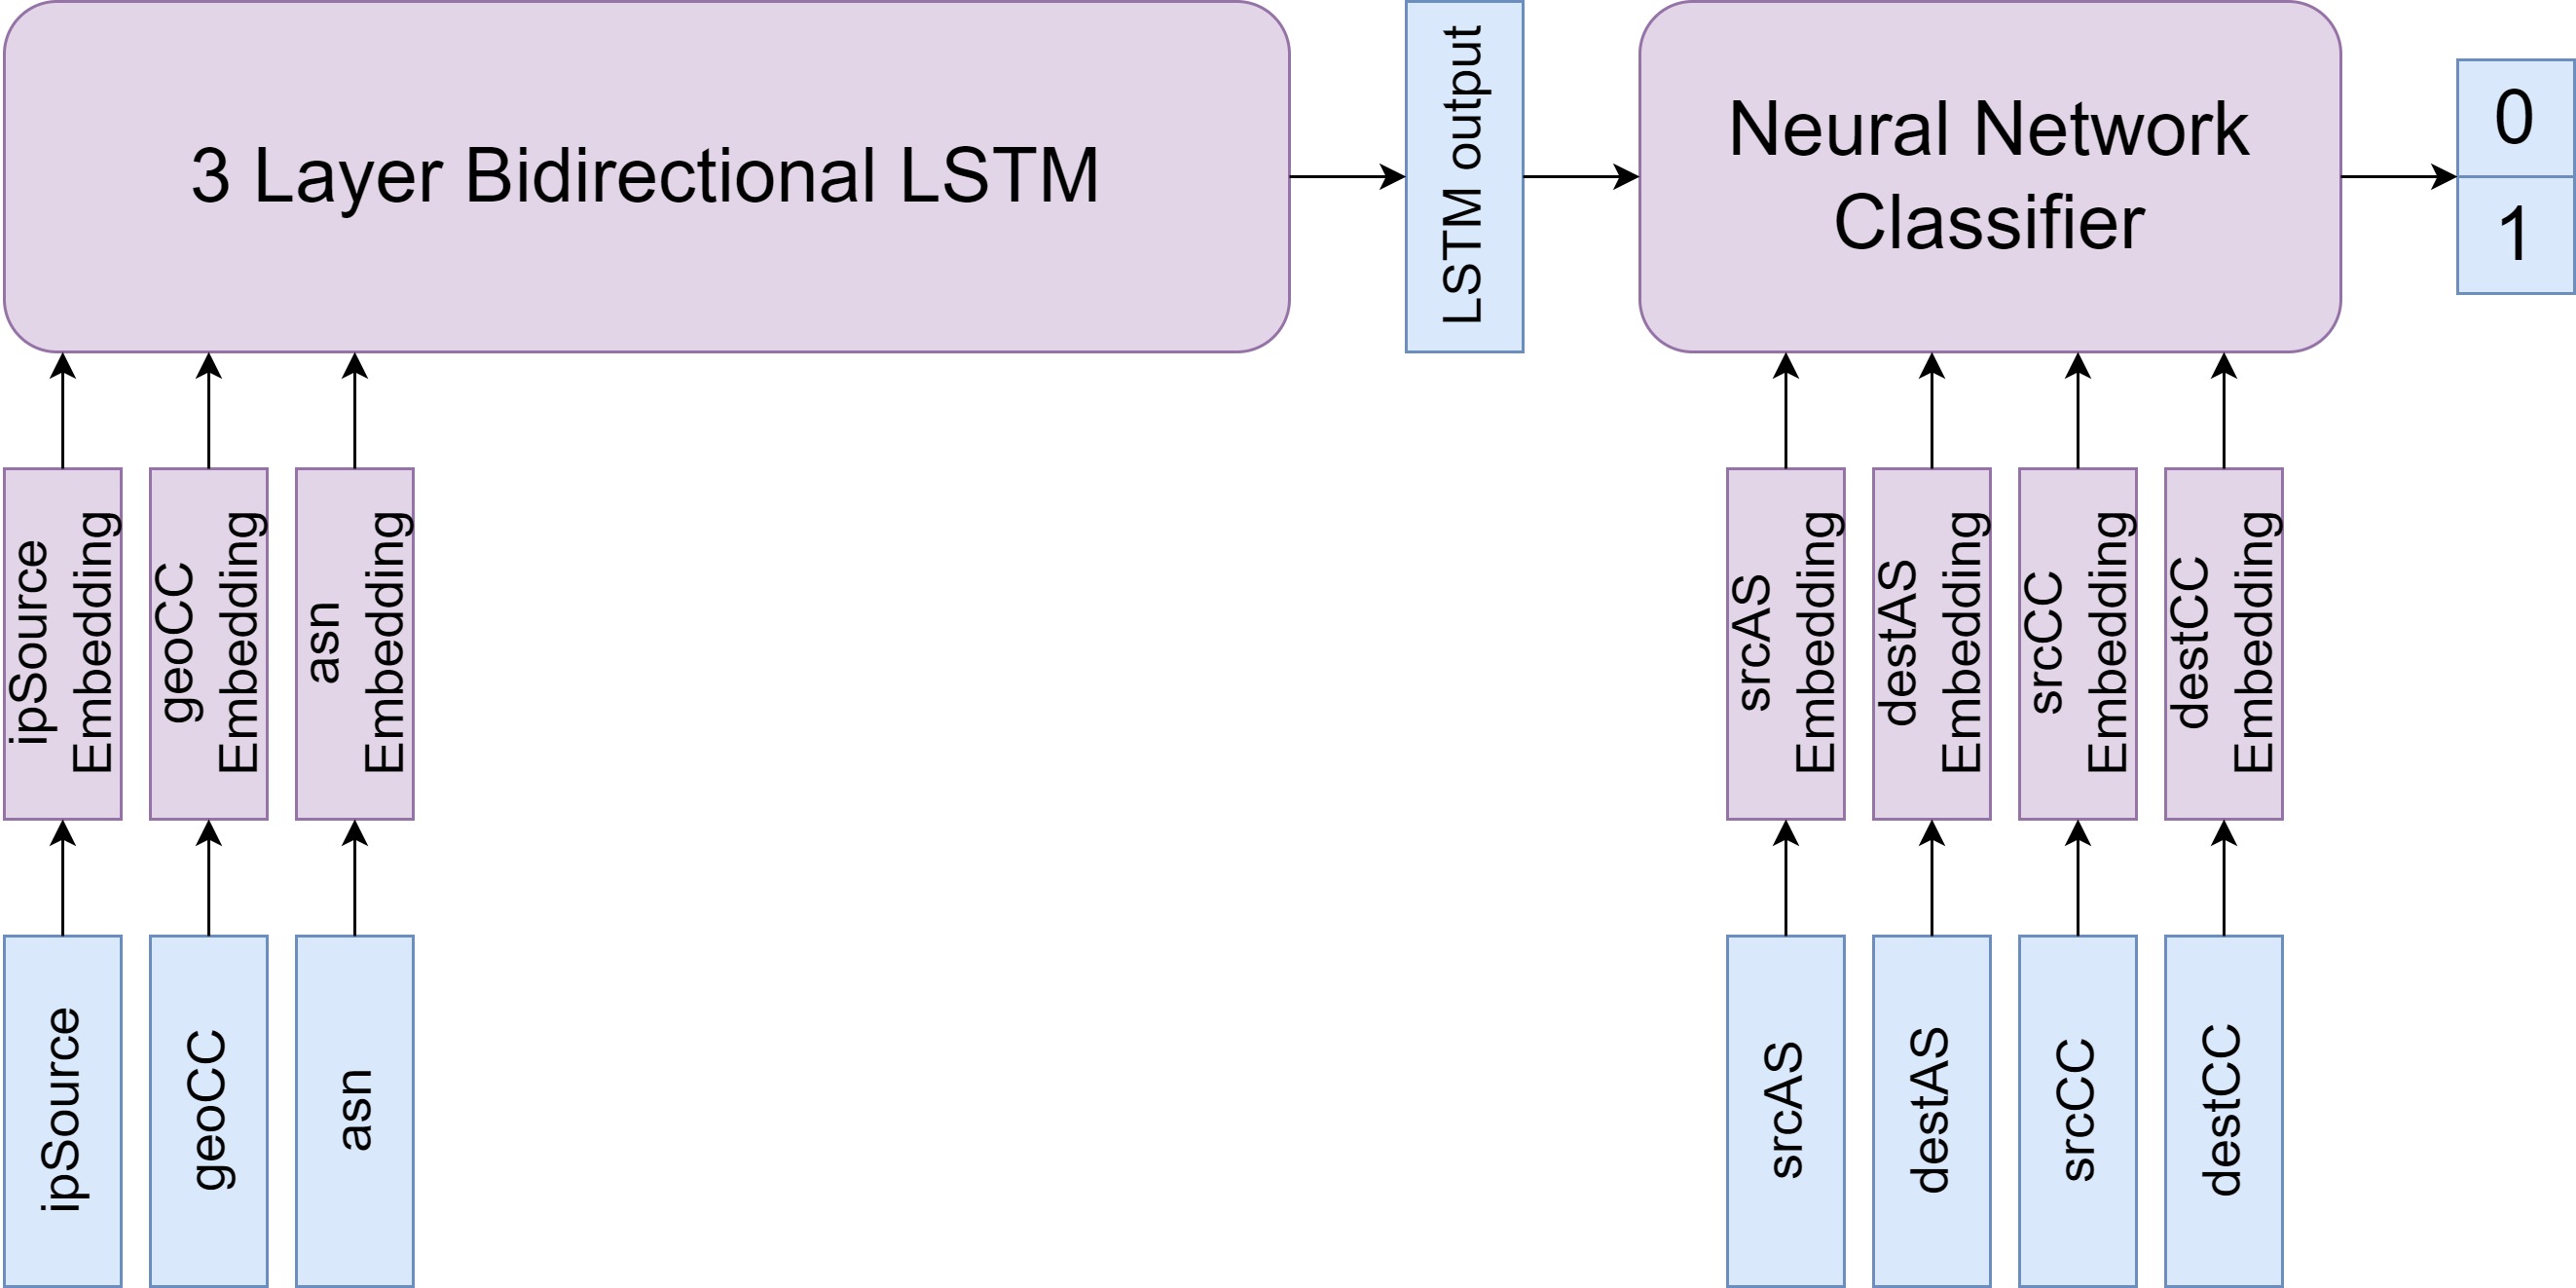 3 Layer Bidirectional LSTM
LSTM output
Neural Network
Classifier
0
1
ipSource
Embedding
geoCC
Embedding
asn
Embedding
srcAS
Embedding
destAS
Embedding
srcCC
Embedding
destCC
Embedding
ipSource
geoCC
asn
srcAS
destAS
srcCC
destCC